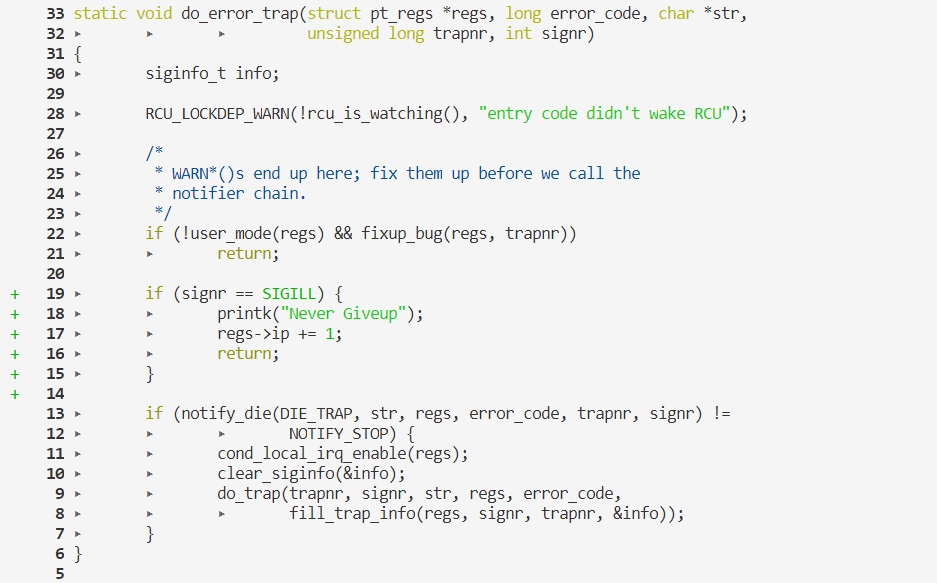 33 static void do_error_trap(struct pt_regs *regs, long error_code, char *str,
32 ▸ ▸ ▸ unsigned long trapnr, int signr)
31 {
30 ▸ siginfo_t info;
29
28 ▸ RCU_LOCKDEP_WARN(!rcu_is_watching(), "entry code didn't wake RCU");
27
26 ▸ /*
25 ▸ * WARN*()s end up here; fix them up before we call the
24 ▸ * notifier chain.
23 ▸ */
22 ▸ if (!user_mode(regs) && fixup_bug(regs, trapnr))
21 ▸ ▸ return;
20
+ 19 ▸ if (signr == SIGILL) {
+ 18 ▸ ▸ printk("Never Giveup");
+ 17 ▸ ▸ regs->ip += 1;
+ 16 ▸ ▸ return;
+ 15 ▸ }
+ 14
13 ▸ if (notify_die(DIE_TRAP, str, regs, error_code, trapnr, signr) !=
12 ▸ ▸ ▸ NOTIFY_STOP) {
11 ▸ ▸ cond_local_irq_enable(regs);
10 ▸ ▸ clear_siginfo(&info);
9 ▸ ▸ do_trap(trapnr, signr, str, regs, error_code,
8 ▸ ▸ ▸ fill_trap_info(regs, signr, trapnr, &info));
7 ▸ }
6 }
5